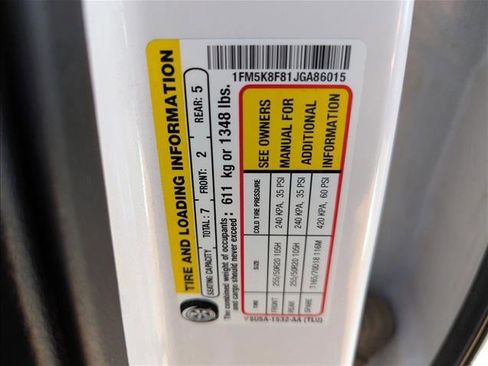 1FM5K8F81JGA86015
TIRE AND LOADING INFORMATION
SEATING CAPACITY TOTAL: 7 FRONT: 2 REAR: 5
The combined weight of occupants and cargo should never exceed: 611 kg or 1348 lbs.
TIRE SIZE COLD TIRE PRESSURE
FRONT 255/50R20 105H 240 KPA, 35 PSI
REAR 255/50R20 105H 240 KPA, 35 PSI
SPARE T165/70D18 116M 420 KPA, 60 PSI
SEE OWNERS
MANUAL FOR
ADDITIONAL
INFORMATION
(TLU)